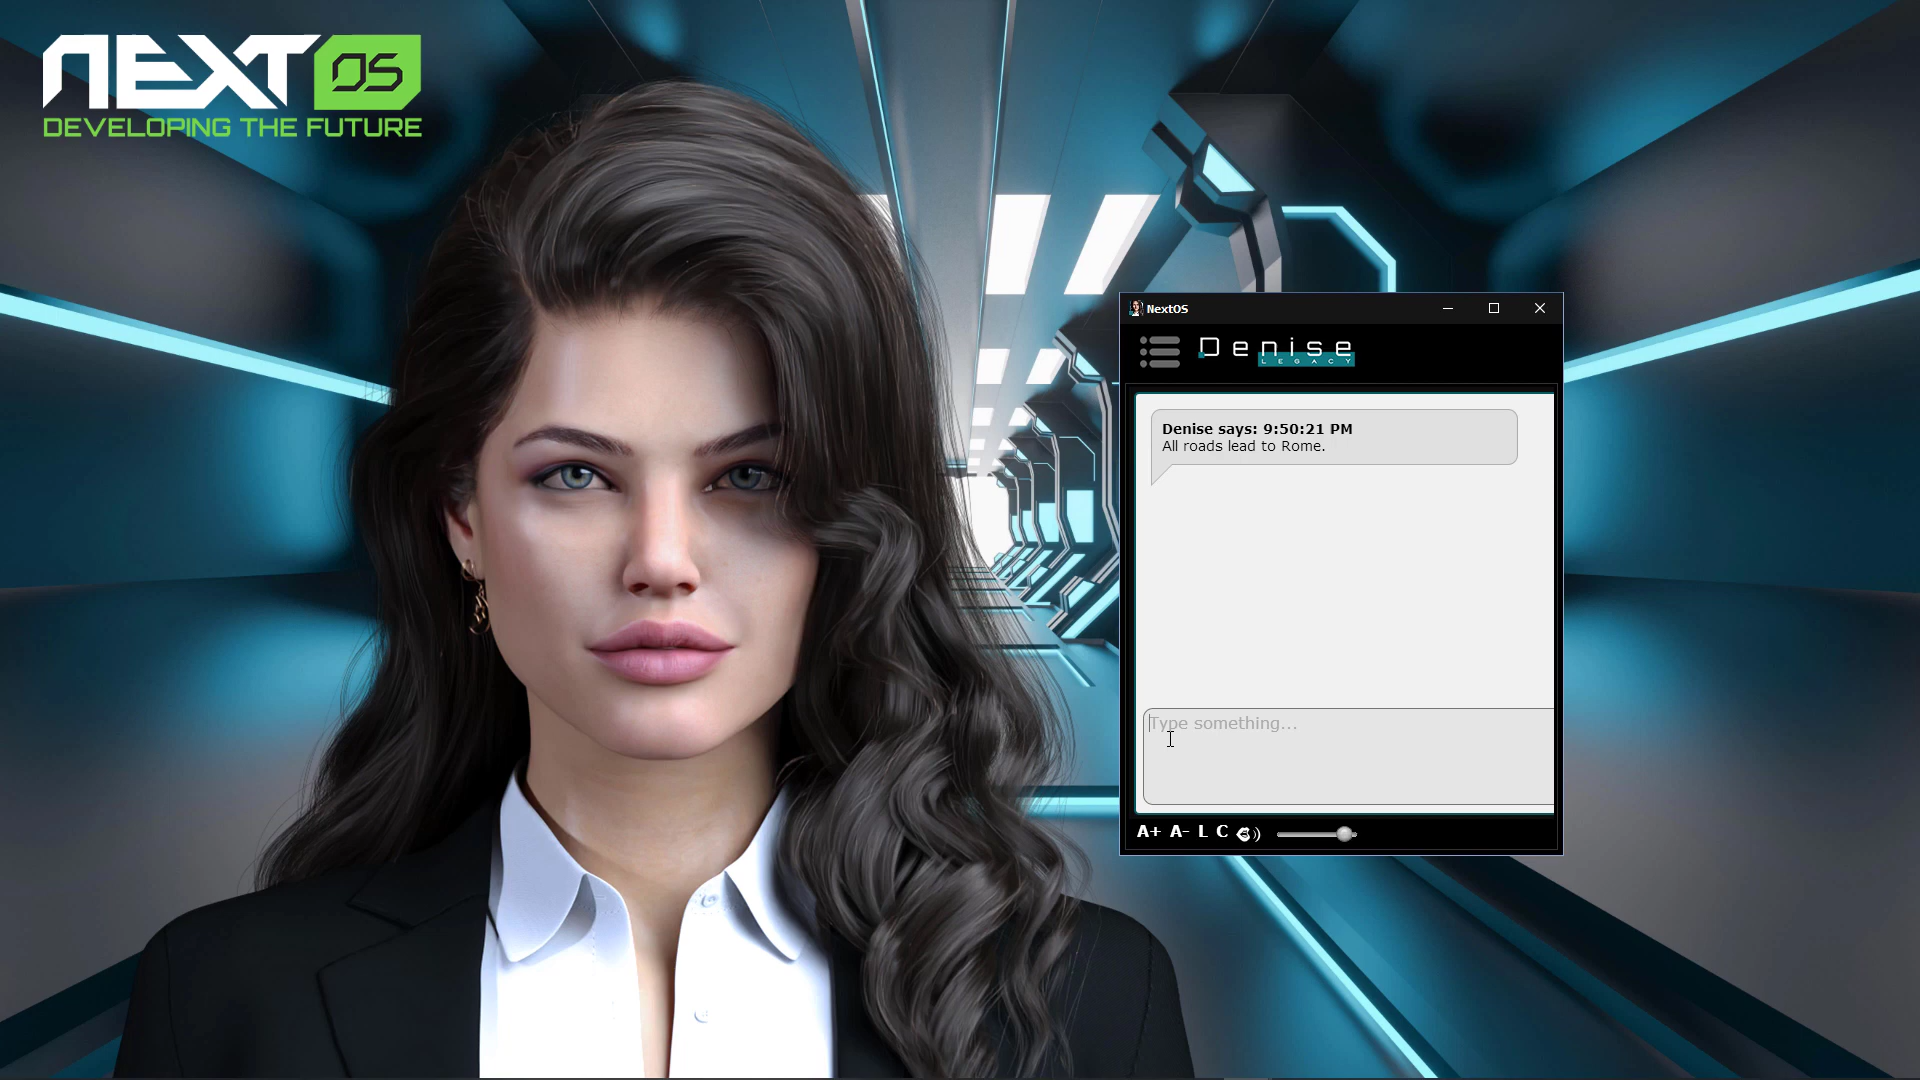 NEXT OS
DEVELOPING THE FUTURE
NextOS
Denise
LEGACY
Denise says: 9:50:21 PM
All roads lead to Rome.
Type something...
A+ A- L C